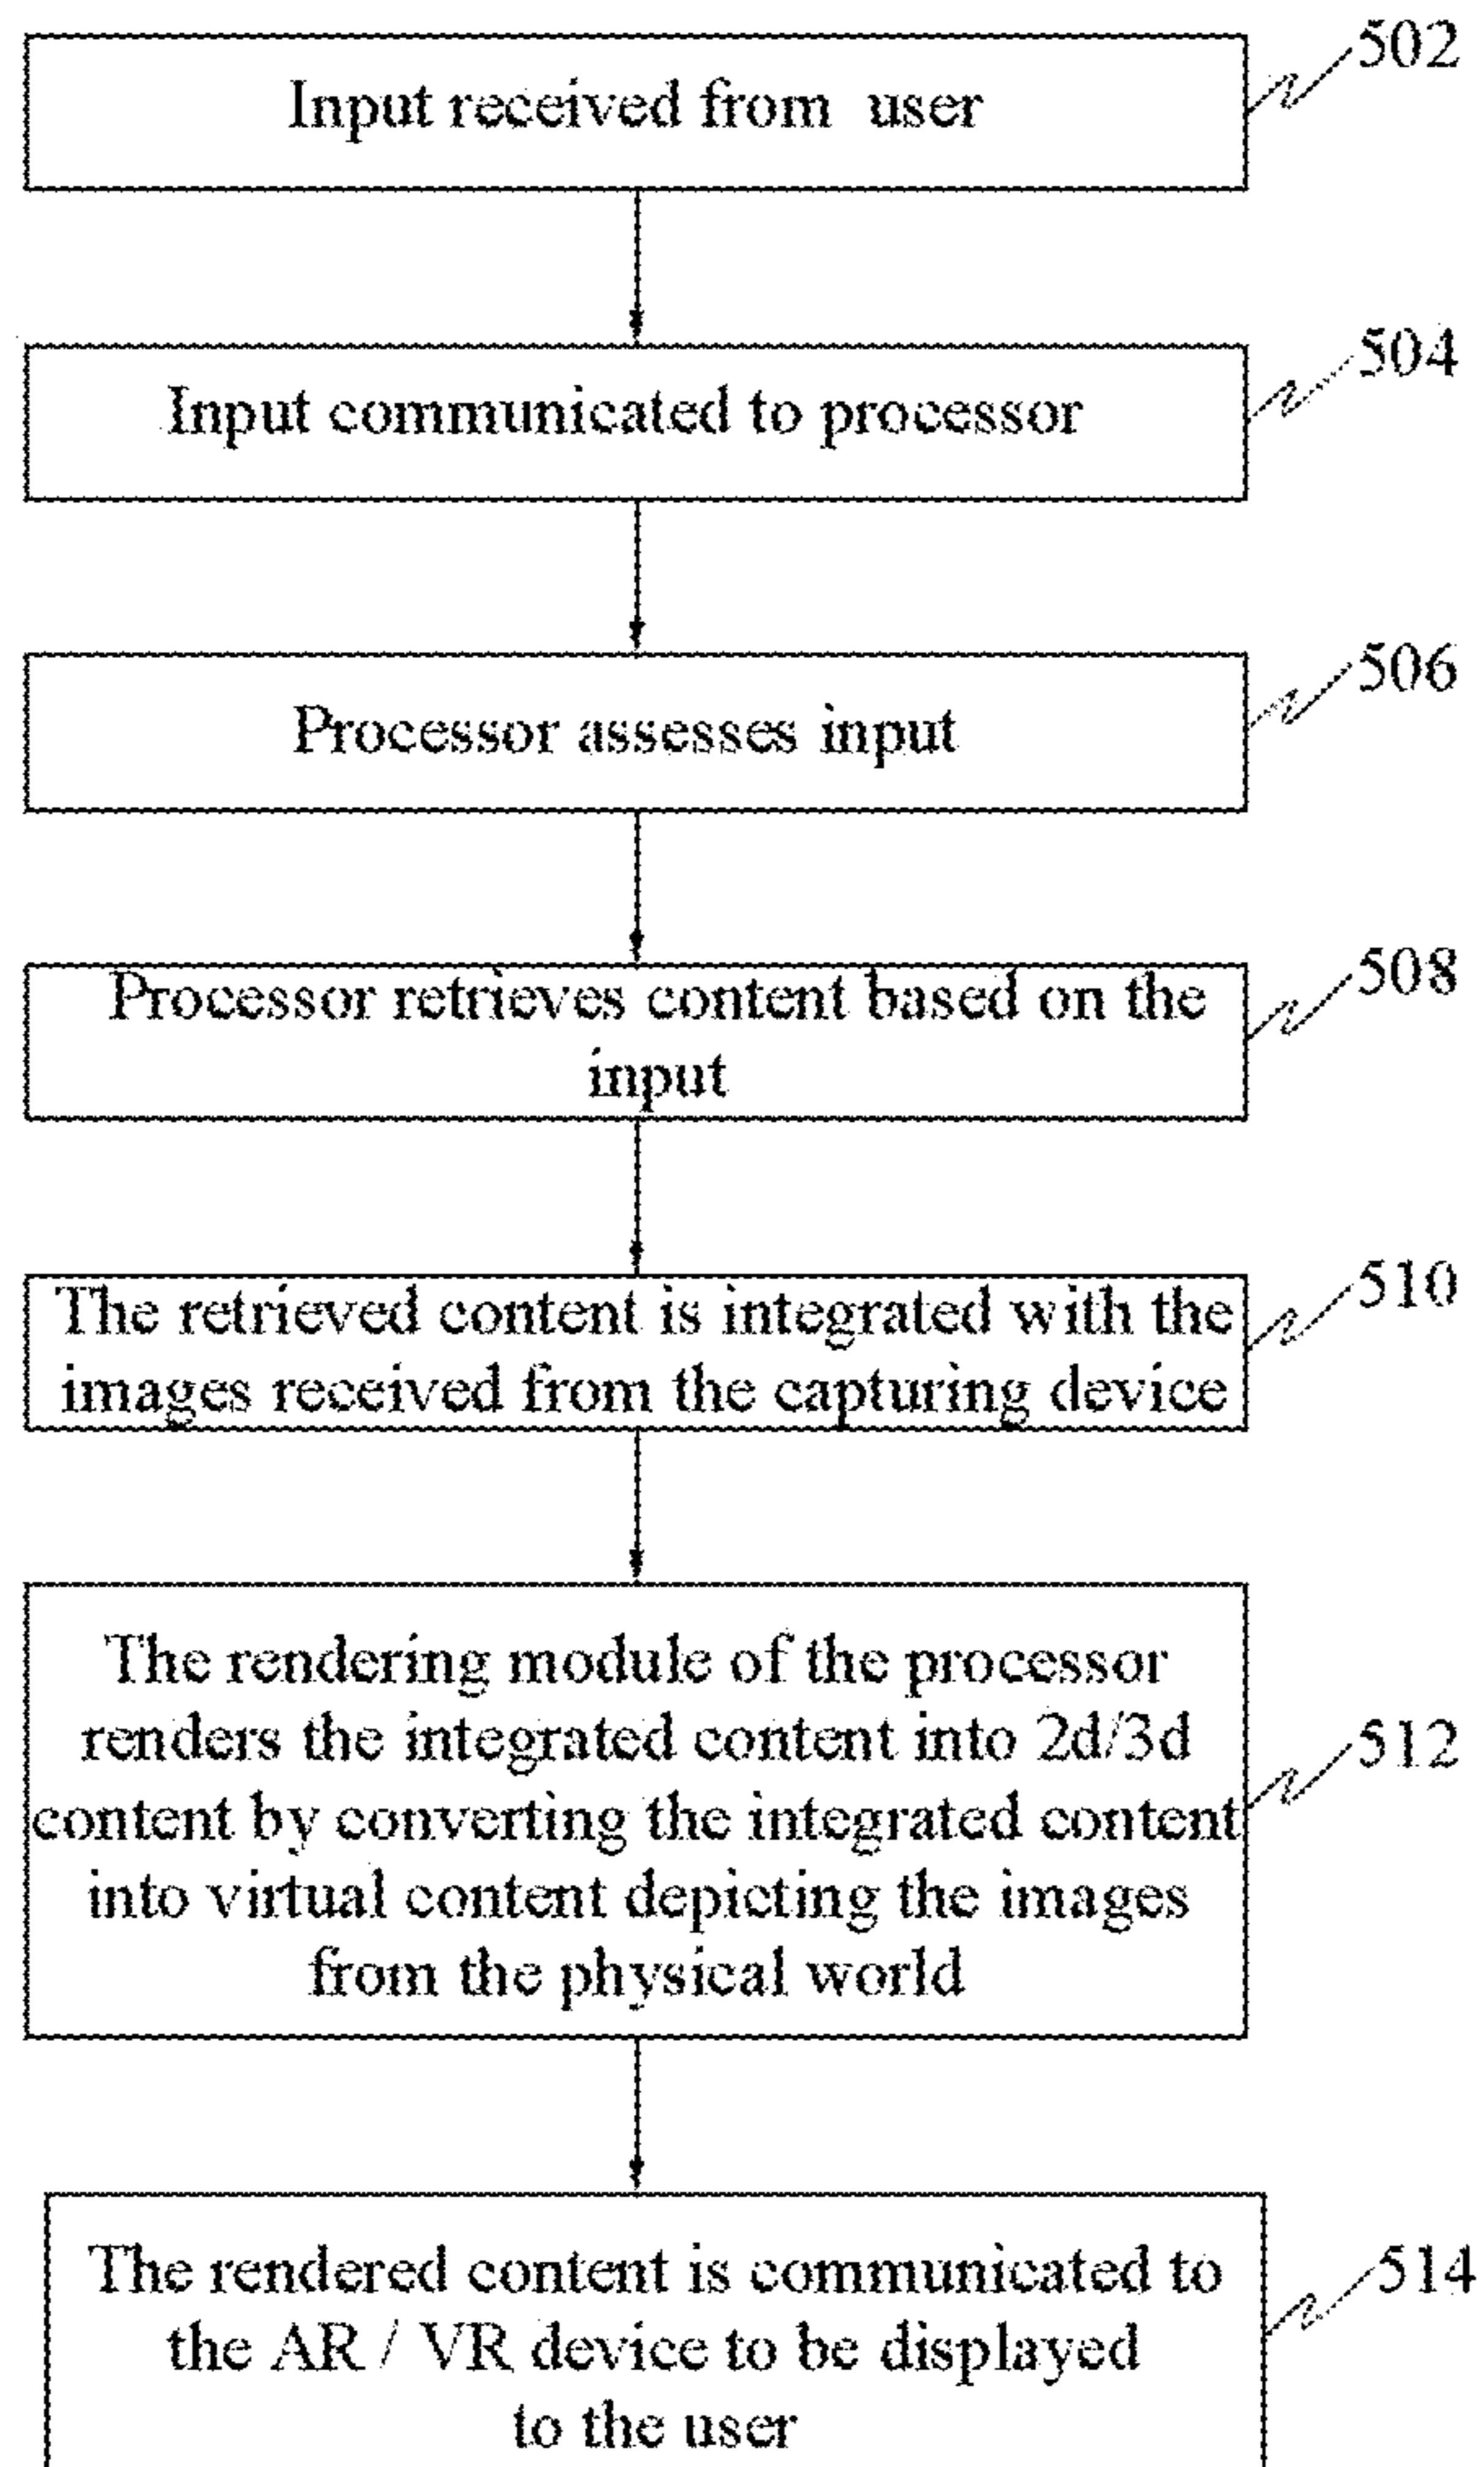 502
Input received from user
504
Input communicated to processor
506
Processor assesses input
508
Processor retrieves content based on the
input
510
The retrieved content is integrated with the
images received from the capturing device
The rendering module of the processor
renders the integrated content into 2d/3d
512
content by converting the integrated content
into virtual content depicting the images
from the physical world
The rendered content is communicated to
514
the AR / VR device to be displayed
to the user